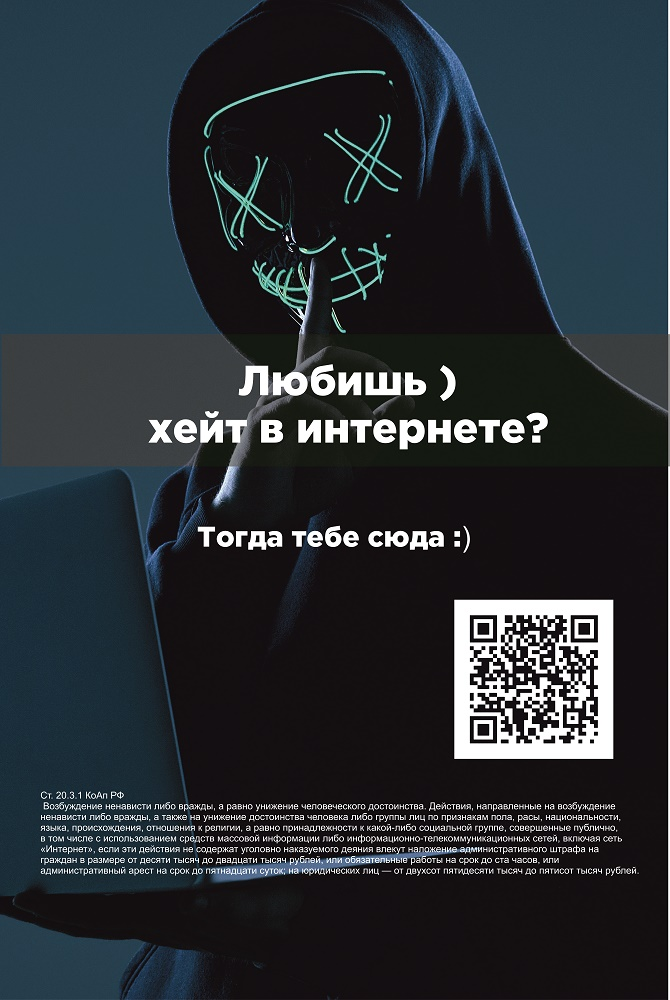 Любишь )
хейт в интернете?
Тогда тебе сюда :)
Ст. 20.3.1 КоАп РФ
Возбуждение ненависти либо вражды, а равно унижение человеческого достоинства. Действия, направленные на возбуждение
ненависти либо вражды, а также на унижение достоинства человека либо группы лиц по признакам пола, расы, национальности,
языка, происхождения, отношения к религии, а равно принадлежности к какой-либо социальной группе, совершенные публично,
в том числе с использованием средств массовой информации либо информационно-телекоммуникационных сетей, включая сеть
«Интернет», если эти действия не содержат уголовно наказуемого деяния влекут наложение административного штрафа на
граждан в размере от десяти тысяч до двадцати тысяч рублей, или обязательные работы на срок до ста часов, или
административный арест на срок до пятнадцати суток; на юридических лиц — от двухсот пятидесяти тысяч до пятисот тысяч рублей.